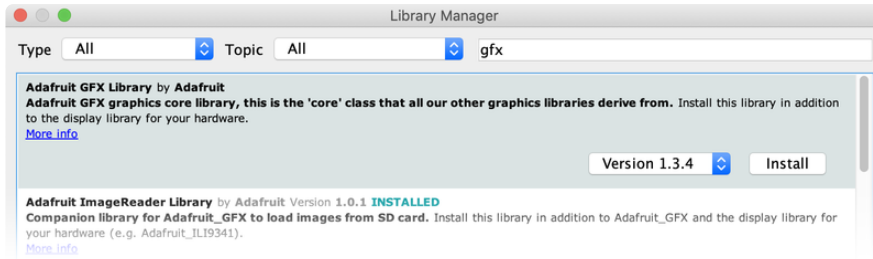 Library Manager
Type All Topic All gfx
Adafruit GFX Library by Adafruit
Adafruit GFX graphics core library, this is the 'core' class that all our other graphics libraries derive from. Install this library in addition
to the display library for your hardware.
More info
Version 1.3.4 Install
Adafruit ImageReader Library by Adafruit Version 1.0.1 INSTALLED
Companion library for Adafruit_GFX to load images from SD card. Install this library in addition to Adafruit_GFX and the display library for
your hardware (e.g. Adafruit_ILI9341).
More info